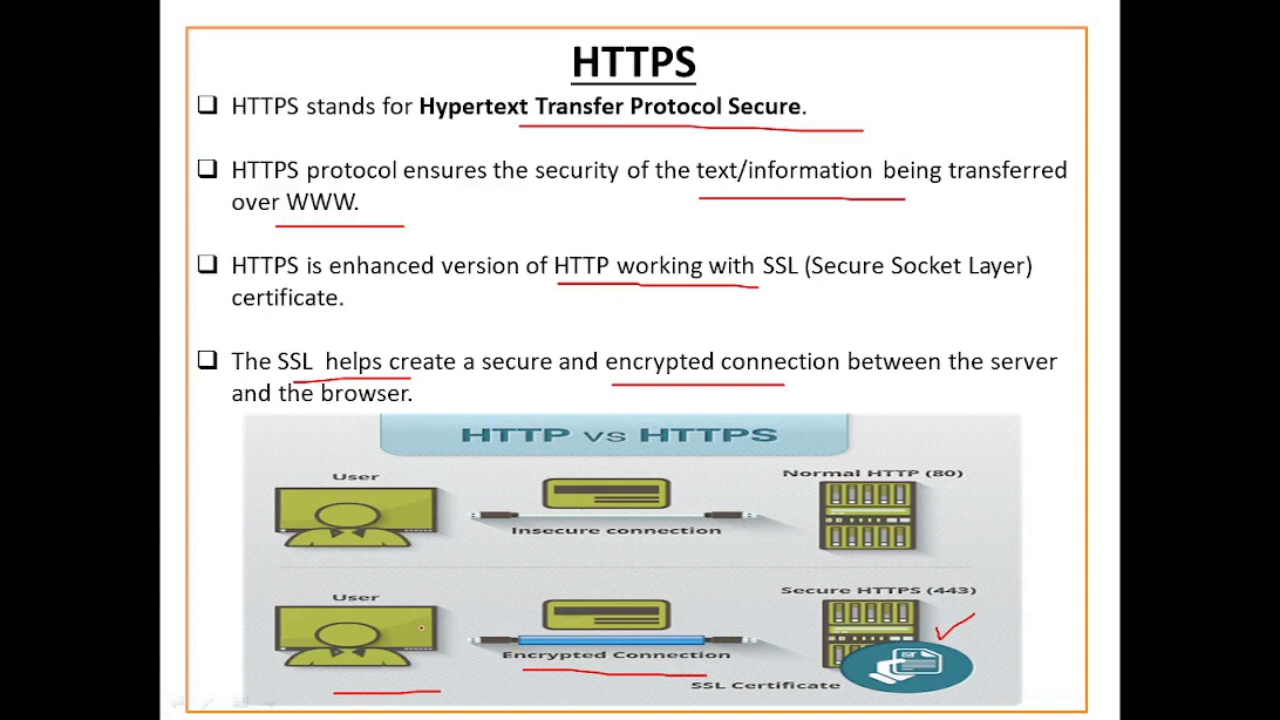 HTTPS
HTTPS stands for Hypertext Transfer Protocol Secure.
HTTPS protocol ensures the security of the text/information being transferred
over WWW.
HTTPS is enhanced version of HTTP working with SSL (Secure Socket Layer)
certificate.
The SSL helps create a secure and encrypted connection between the server
and the browser.
HTTP vs HTTPS
User
Normal HTTP (80)
Insecure connection
User
Secure HTTPS (443)
Encrypted Connection
SSL Certificate